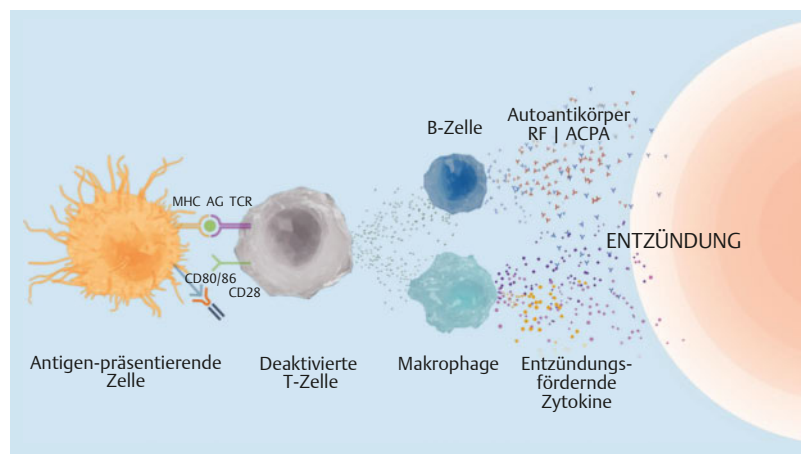 B-Zelle
Autoantikörper
RF | ACPA
MHC AG TCR
ENTZÜNDUNG
CD80/86
CD28
Antigen-präsentierende
Zelle
Deaktivierte
T-Zelle
Makrophage
Entzündungs-
fördernde
Zytokine